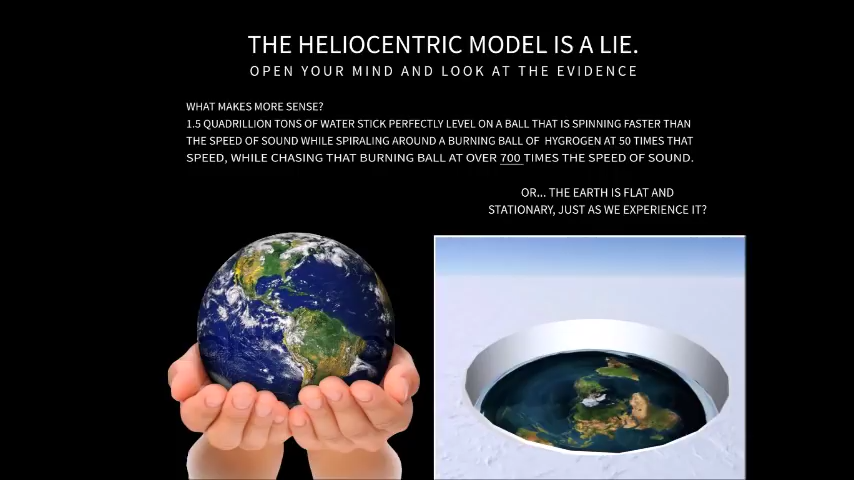 THE HELIOCENTRIC MODEL IS A LIE.
OPEN YOUR MIND AND LOOK AT THE EVIDENCE
WHAT MAKES MORE SENSE?
1.5 QUADRILLION TONS OF WATER STICK PERFECTLY LEVEL ON A BALL THAT IS SPINNING FASTER THAN
THE SPEED OF SOUND WHILE SPIRALING AROUND A BURNING BALL OF HYGROGEN AT 50 TIMES THAT
SPEED, WHILE CHASING THAT BURNING BALL AT OVER 700 TIMES THE SPEED OF SOUND.
OR... THE EARTH IS FLAT AND
STATIONARY, JUST AS WE EXPERIENCE IT?